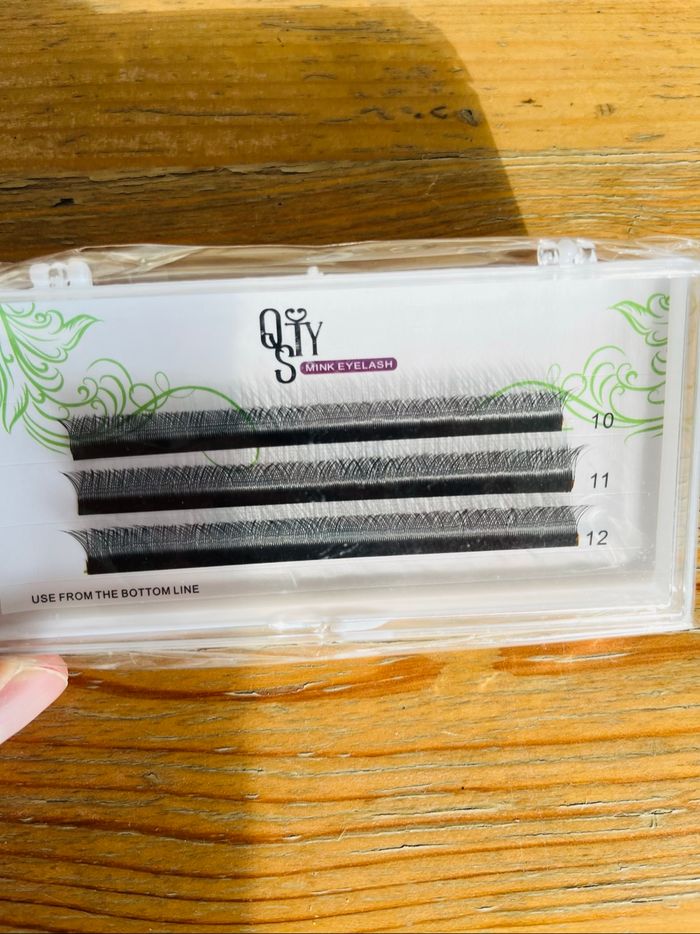 QSTY
MINK EYELASH
10
11
12
USE FROM THE BOTTOM LINE